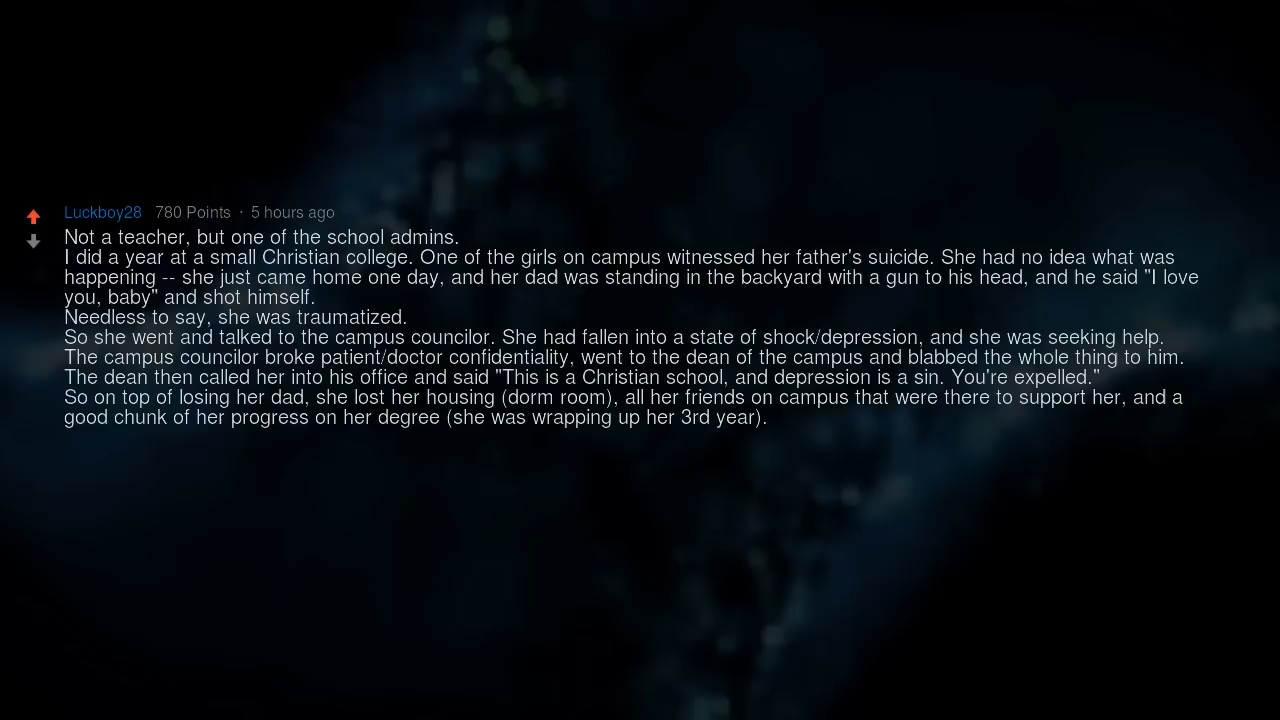 Luckboy28 780 Points · 5 hours ago
Not a teacher, but one of the school admins.
I did a year at a small Christian college. One of the girls on campus witnessed her father's suicide. She had no idea what was
happening -- she just came home one day, and her dad was standing in the backyard with a gun to his head, and he said "I love
you, baby" and shot himself.
Needless to say, she was traumatized.
So she went and talked to the campus councilor. She had fallen into a state of shock/depression, and she was seeking help.
The campus councilor broke patient/doctor confidentiality, went to the dean of the campus and blabbed the whole thing to him.
The dean then called her into his office and said "This is a Christian school, and depression is a sin. You're expelled."
So on top of losing her dad, she lost her housing (dorm room), all her friends on campus that were there to support her, and a
good chunk of her progress on her degree (she was wrapping up her 3rd year).